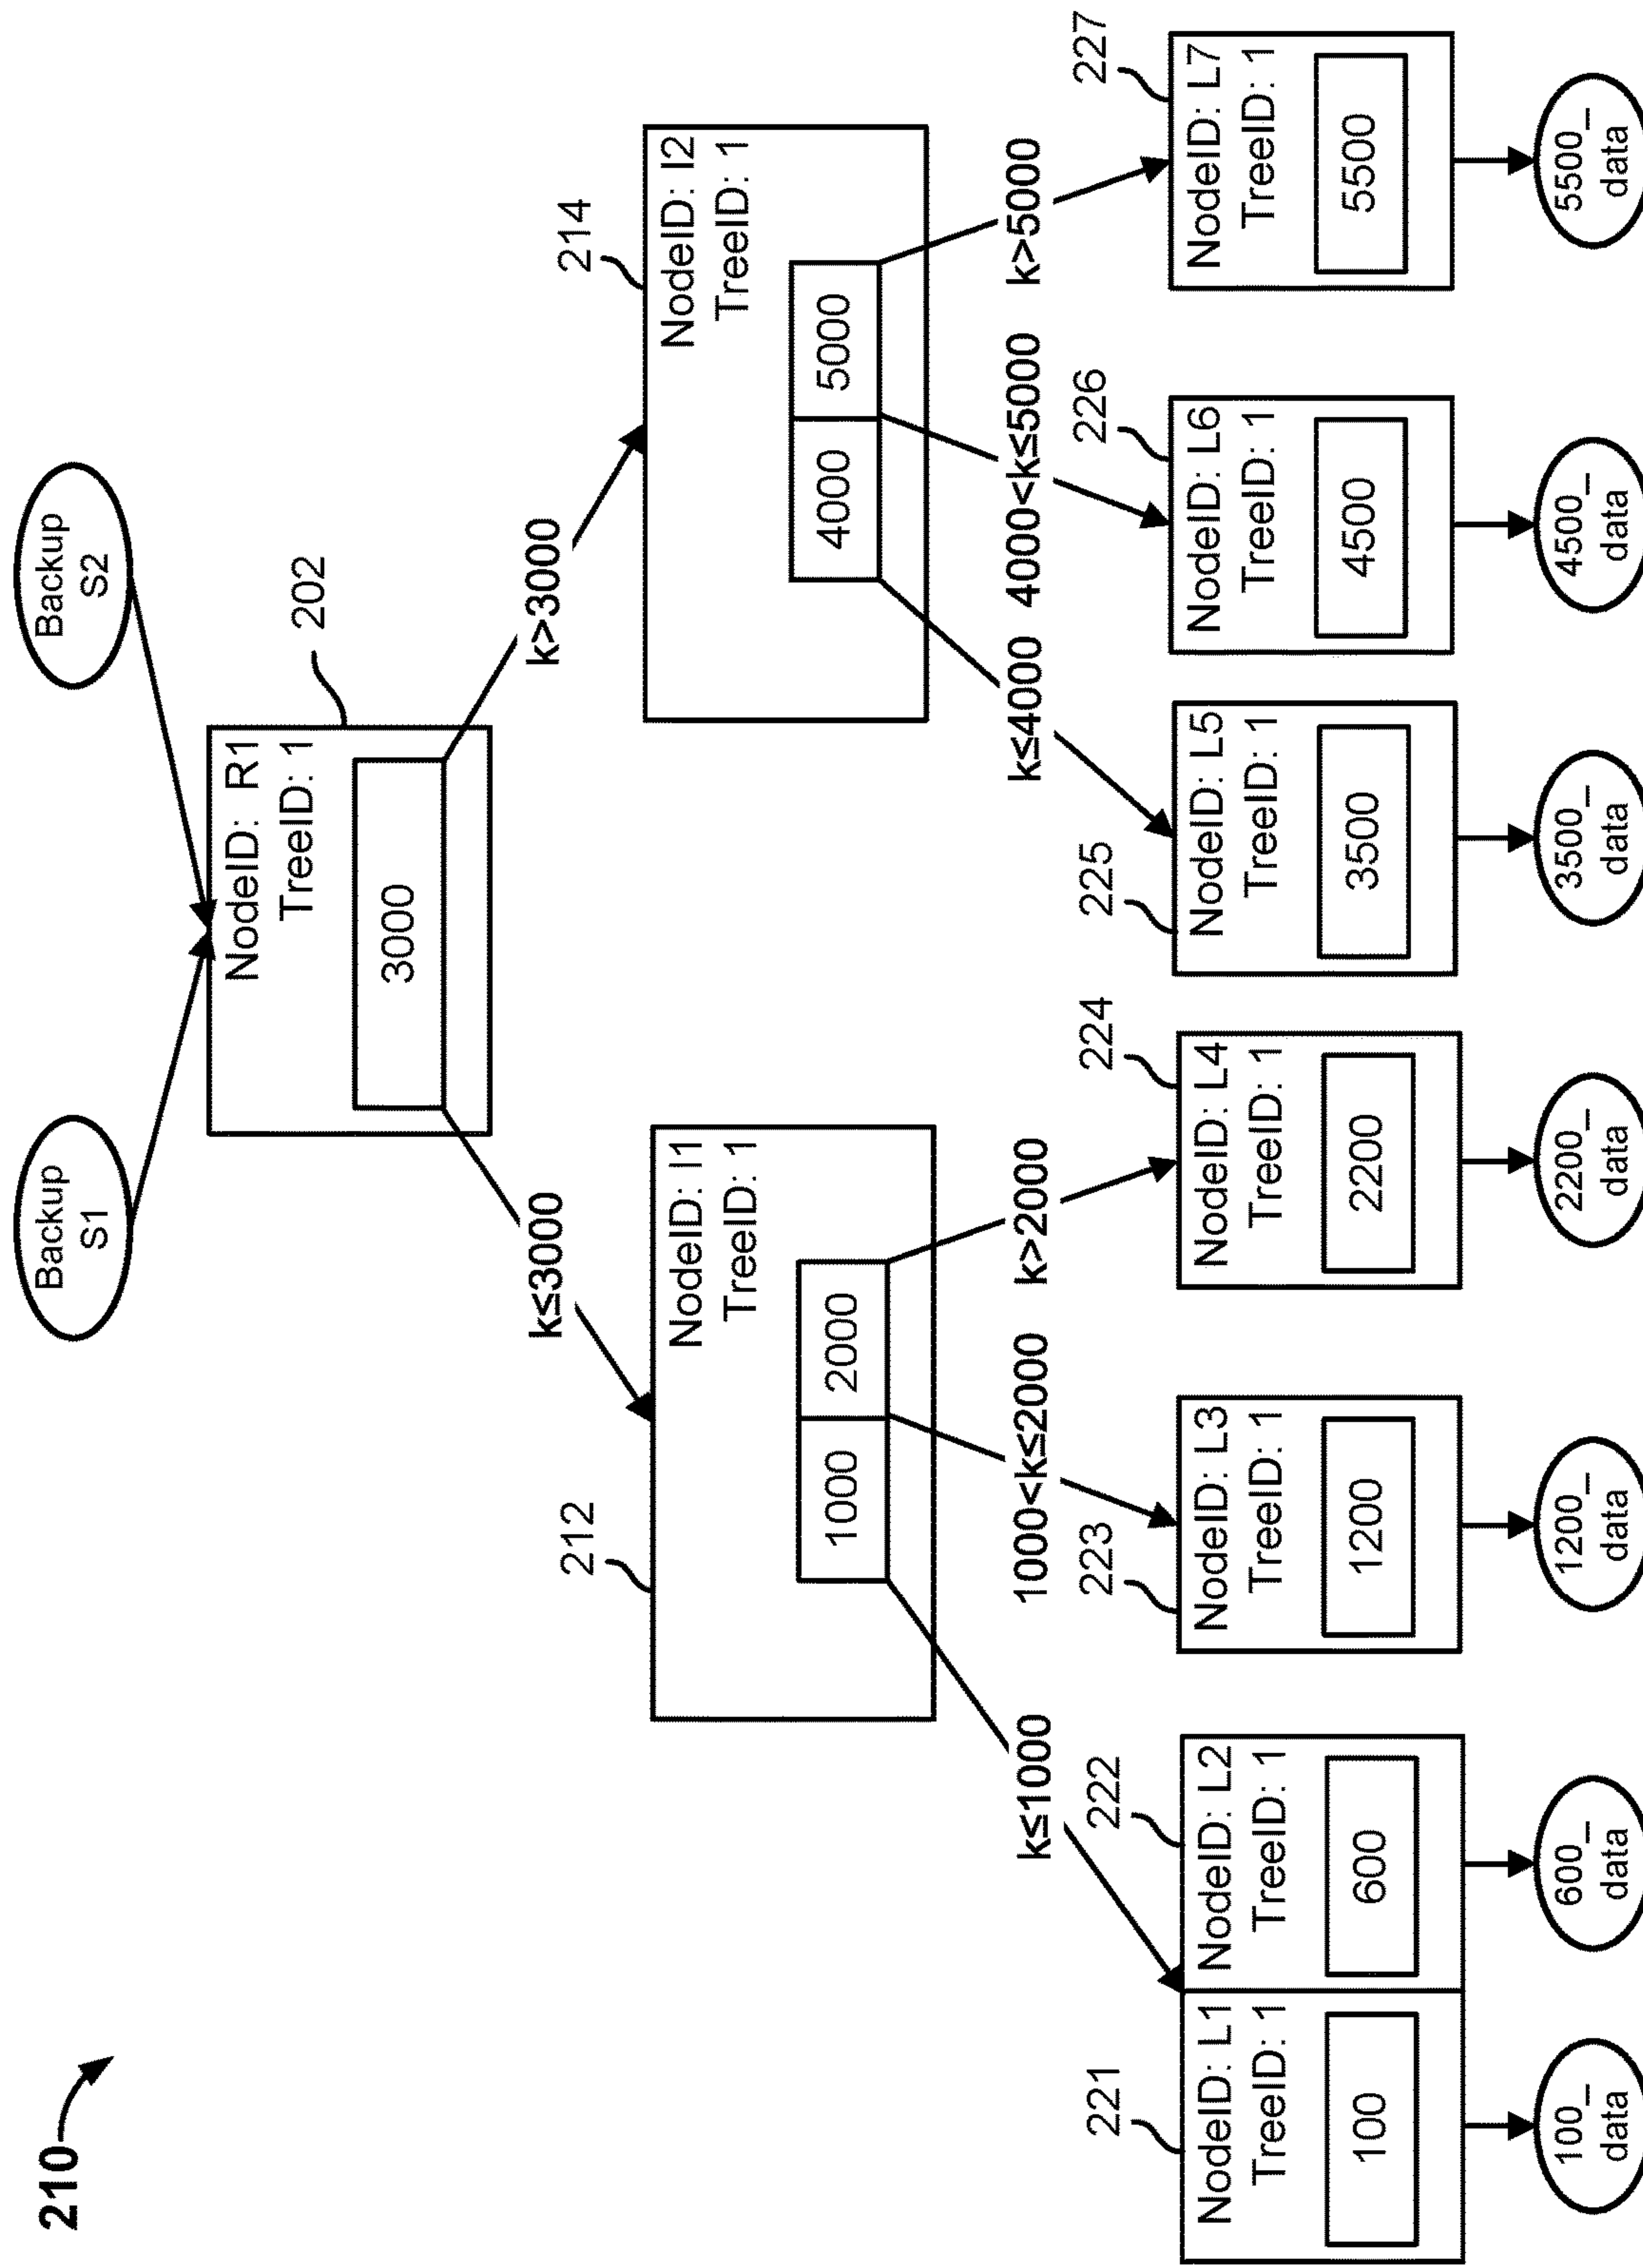 210
Backup
S1
Backup
S2
202
NodeID: R1
TreeID: 1
3000
k≤3000
k>3000
212
NodeID: I1
TreeID: 1
1000
2000
214
NodeID: I2
TreeID: 1
4000
5000
k≤1000
1000<k≤2000
k>2000
k≤4000
4000<k≤5000
k>5000
221
NodeID: L1
TreeID: 1
100
222
NodeID: L2
TreeID: 1
600
223
NodeID: L3
TreeID: 1
1200
224
NodeID: L4
TreeID: 1
2200
225
NodeID: L5
TreeID: 1
3500
226
NodeID: L6
TreeID: 1
4500
227
NodeID: L7
TreeID: 1
5500
100_
data
600_
data
1200_
data
2200_
data
3500_
data
4500_
data
5500_
data